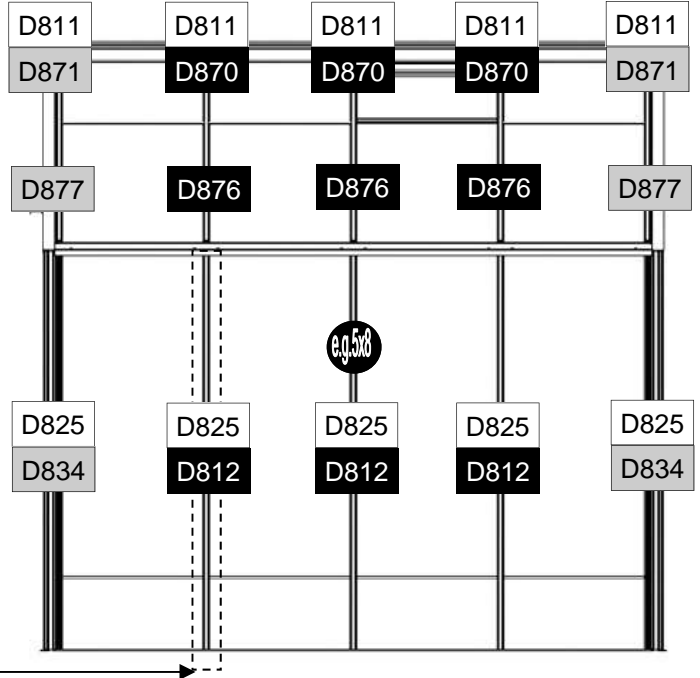 D811 D811 D811 D811 D811
D871 D870 D870 D870 D871
D877 D876 D876 D876 D877
e.g.5x8
D825 D825 D825 D825 D825
D834 D812 D812 D812 D834